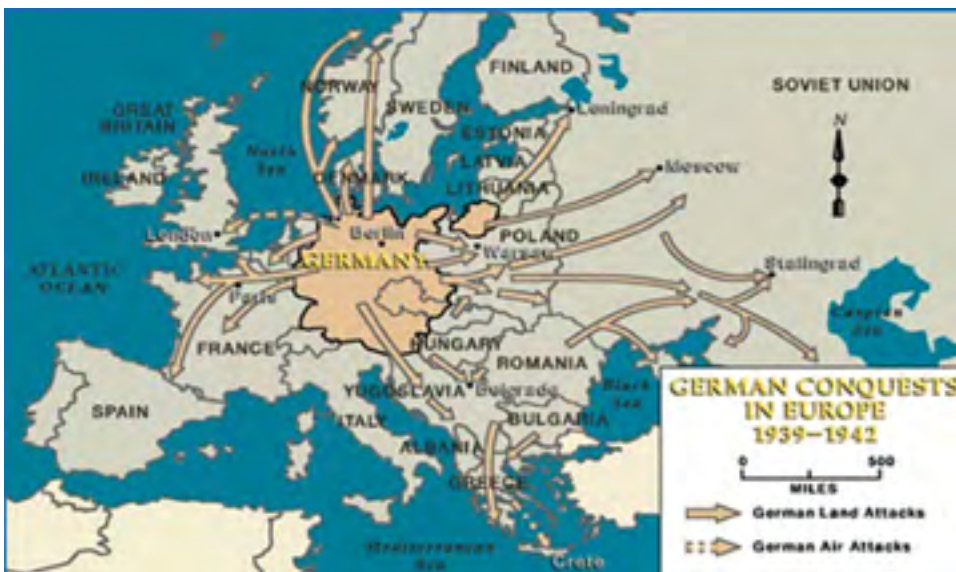 NORWAY
FINLAND
SOVIET UNION
SWEDEN
Leningrad
GREAT
BRITAIN
ESTONIA
N
North
Sea
LATVIA
Moscow
IRELAND
DENMARK
LITHUANIA
London
Berlin
POLAND
Warsaw
GERMANY
ATLANTIC
OCEAN
Stalingrad
Paris
Caspian
Sea
FRANCE
HUNGARY
ROMANIA
YUGOSLAVIA
Belgrade
Black
Sea
SPAIN
ITALY
BULGARIA
ALBANIA
GREECE
Mediterranean
Sea
Crete
GERMAN CONQUESTS
IN EUROPE
1939–1942
0 500
MILES
German Land Attacks
German Air Attacks